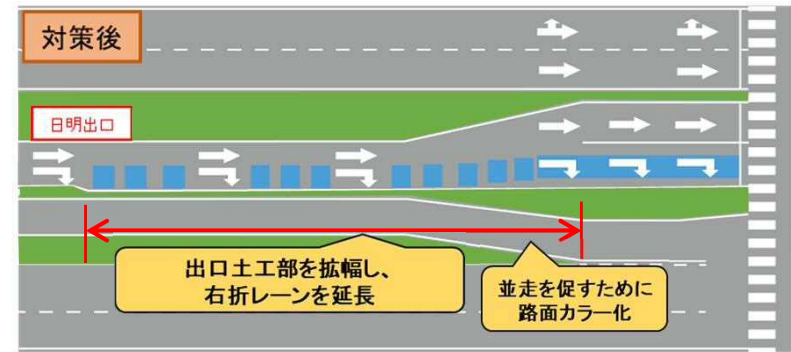 対策後
日明出口
出口土工部を拡幅し、
右折レーンを延長
並走を促すために
路面カラー化